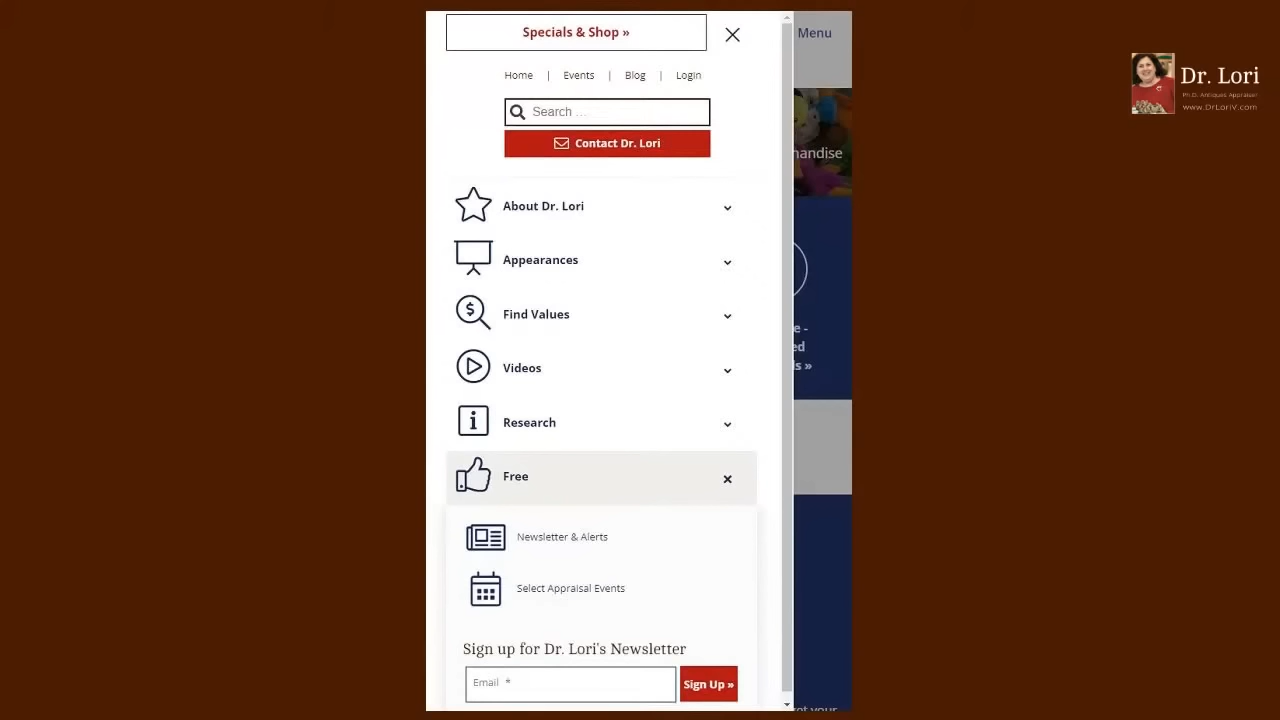 Specials & Shop »
Menu
Home | Events | Blog | Login
Search ...
Contact Dr. Lori
About Dr. Lori
Appearances
Find Values
Videos
Research
Free
Newsletter & Alerts
Select Appraisal Events
Sign up for Dr. Lori's Newsletter
Email *
Sign Up »
Dr. Lori
Ph.D. Antiques Appraiser
www.DrLoriV.com